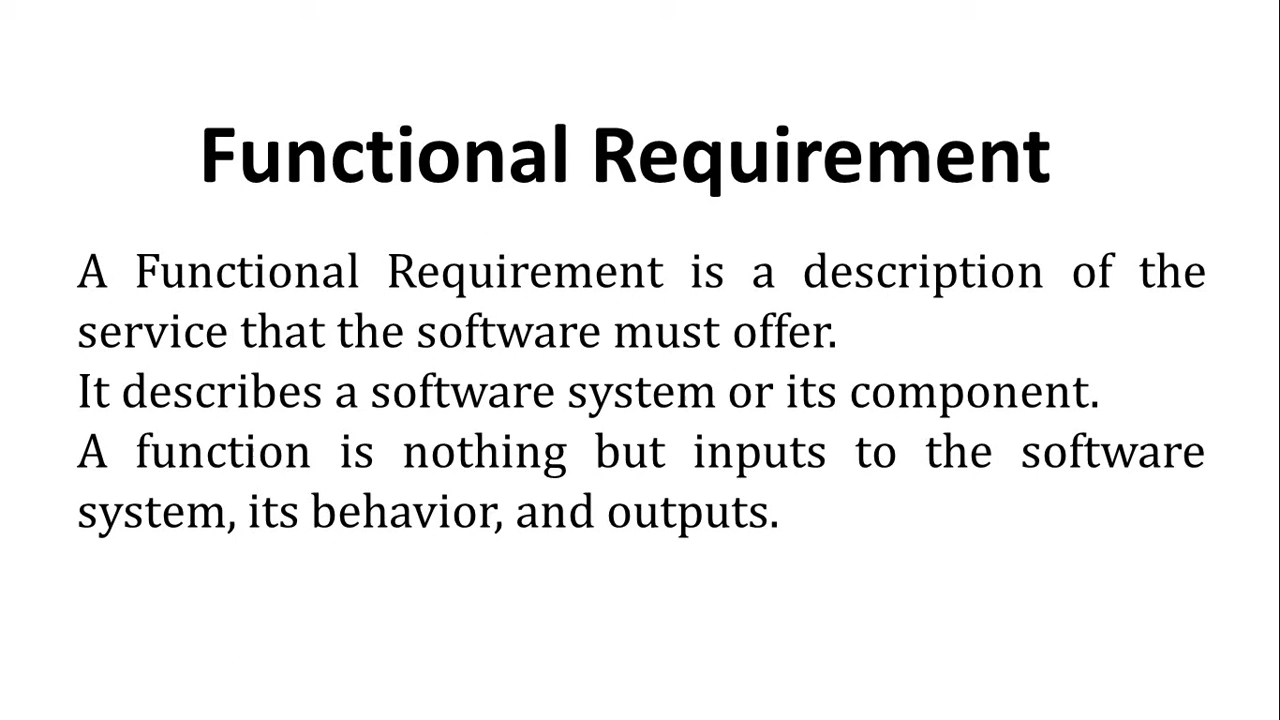 Functional Requirement
A Functional Requirement is a description of the
service that the software must offer.
It describes a software system or its component.
A function is nothing but inputs to the software
system, its behavior, and outputs.